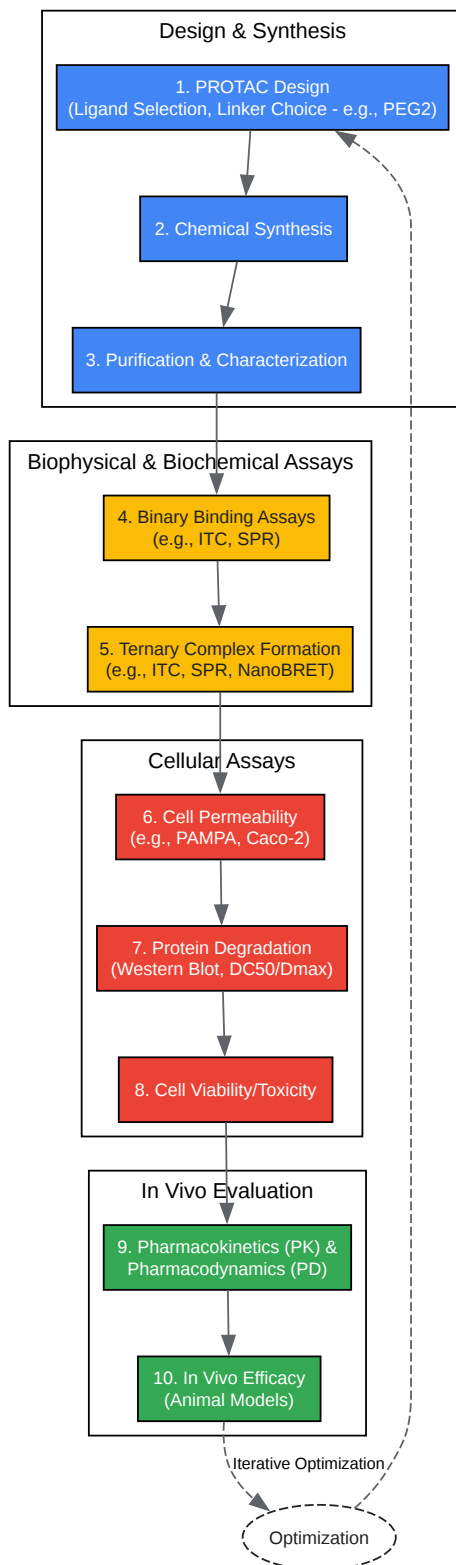 Design & Synthesis
1. PROTAC Design
(Ligand Selection, Linker Choice - e.g., PEG2)
2. Chemical Synthesis
3. Purification & Characterization
Biophysical & Biochemical Assays
4. Binary Binding Assays
(e.g., ITC, SPR)
5. Ternary Complex Formation
(e.g., ITC, SPR, NanoBRET)
Cellular Assays
6. Cell Permeability
(e.g., PAMPA, Caco-2)
7. Protein Degradation
(Western Blot, DC50/Dmax)
8. Cell Viability/Toxicity
In Vivo Evaluation
9. Pharmacokinetics (PK) &
Pharmacodynamics (PD)
10. In Vivo Efficacy
(Animal Models)
Iterative Optimization
Optimization